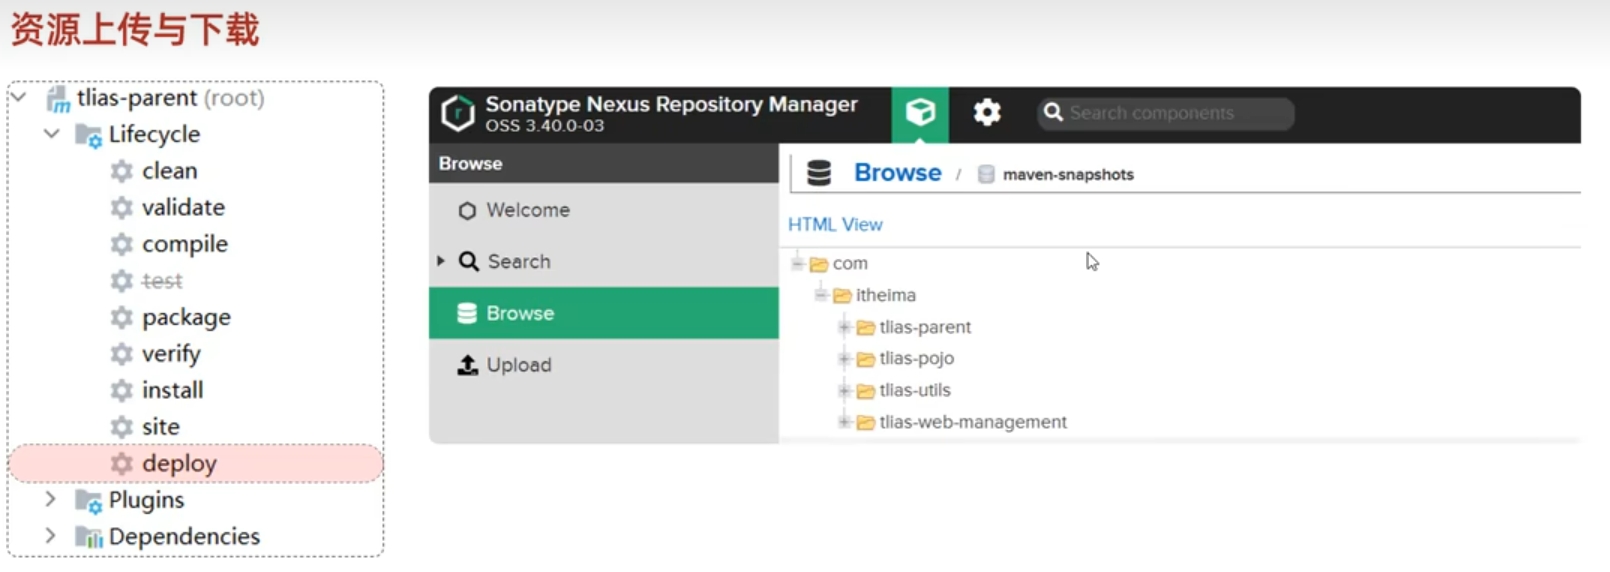 资源上传与下载
tlias-parent (root)
Lifecycle
clean
validate
compile
test
package
verify
install
site
deploy
Plugins
Dependencies
Sonatype Nexus Repository Manager
OSS 3.40.0-03
Search components
Browse
Welcome
Search
Browse
Upload
Browse / maven-snapshots
HTML View
com
itheima
tlias-parent
tlias-pojo
tlias-utils
tlias-web-management